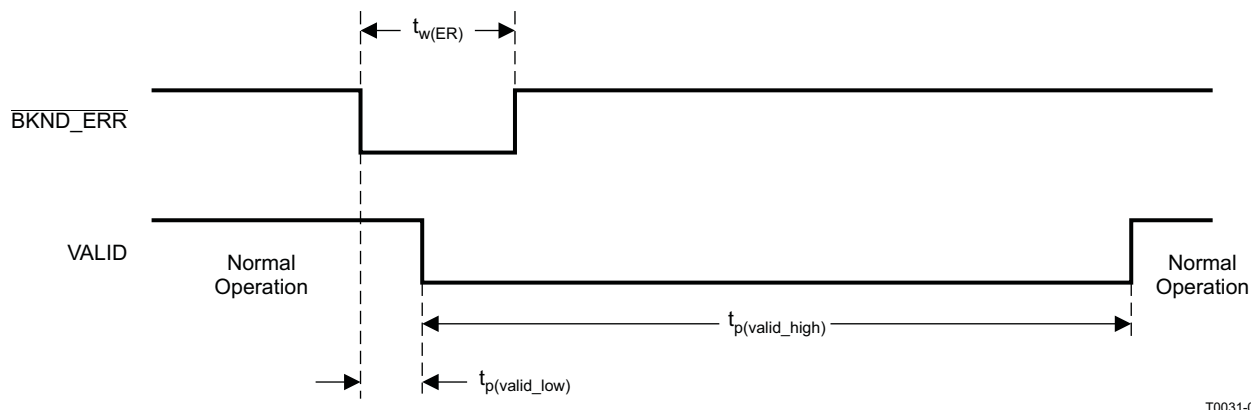 t_w(ER)
BKND_ERR
VALID
Normal
Operation
Normal
Operation
t_p(valid_high)
t_p(valid_low)